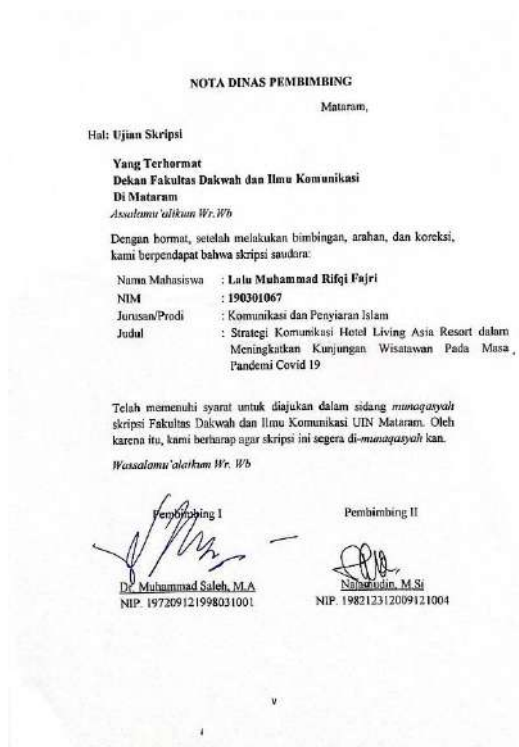 NOTA DINAS PEMBIMBING
Mataram,
Hal: Ujian Skripsi
Yang Terhormat
Dekan Fakultas Dakwah dan Ilmu Komunikasi
Di Mataram
Assalamu'alikum Wr. Wb
Dengan hormat, setelah melakukan bimbingan, arahan, dan koreksi,
kami berpendapat bahwa skripsi saudara:
Nama Mahasiswa : Lalu Muhammad Rifqi Fajri
NIM : 190301067
Jurusan/Prodi : Komunikasi dan Penyiaran Islam
Judul : Strategi Komunikasi Hotel Living Asia Resort dalam
Meningkatkan Kunjungan Wisatawan Pada Masa
Pandemi Covid 19
Telah memenuhi syarat untuk diajukan dalam sidang munaqasyah
skripsi Fakultas Dakwah dan Ilmu Komunikasi UIN Mataram. Oleh
karena itu, kami berharap agar skripsi ini segera di-munaqasyah kan.
Wassalamu'alaikum Wr. Wb
Pembimbing I Pembimbing II
Dr. Muhammad Saleh, M.A Najamudin, M.Si
NIP. 197209121998031001 NIP. 198212312009121004
v